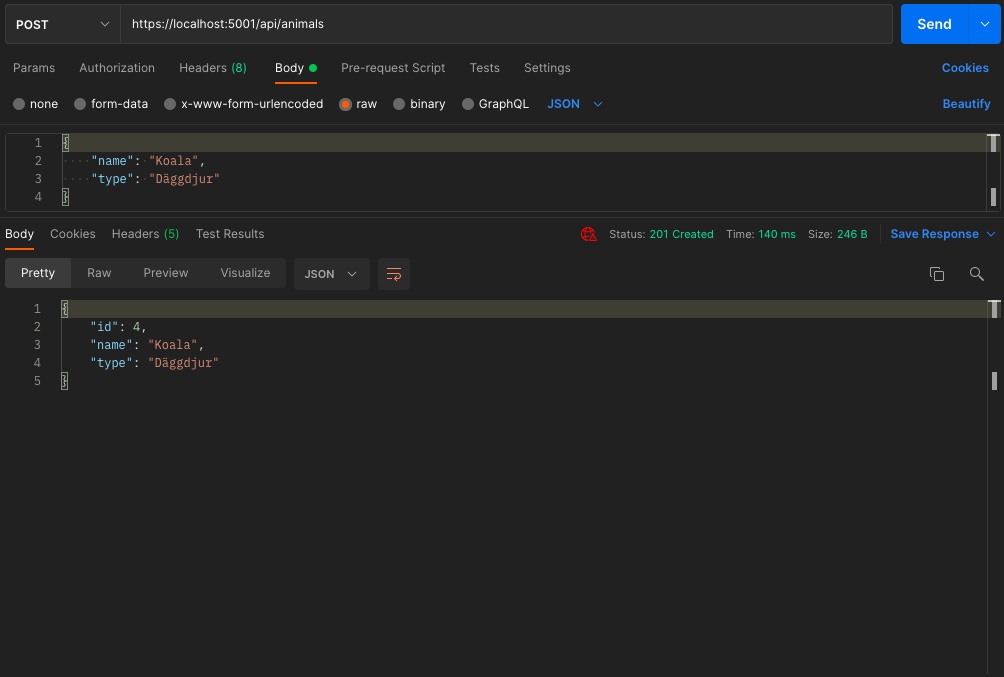 POST https://localhost:5001/api/animals Send
Params Authorization Headers (8) Body Pre-request Script Tests Settings Cookies
none form-data x-www-form-urlencoded raw binary GraphQL JSON Beautify
1 {
2 "name": "Koala",
3 "type": "Däggdjur"
4 }
Body Cookies Headers (5) Test Results Status: 201 Created Time: 140 ms Size: 246 B Save Response
Pretty Raw Preview Visualize JSON
1 {
2 "id": 4,
3 "name": "Koala",
4 "type": "Däggdjur"
5 }